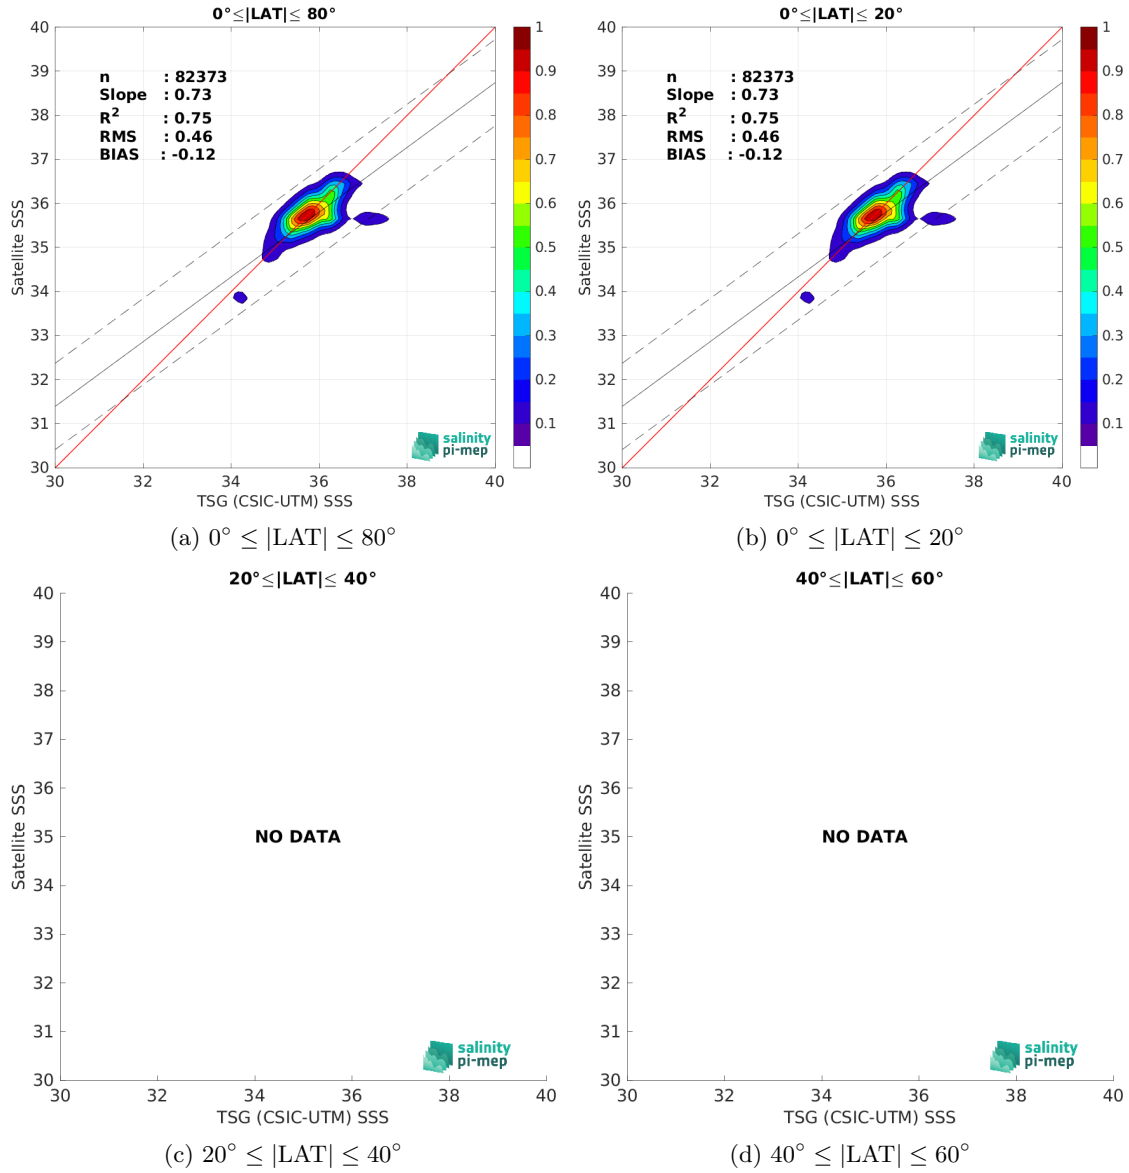 0°≤|LAT|≤ 80°
40
39
38
37
36
35
34
33
32
31
30
Satellite SSS
n : 82373
Slope : 0.73
R² : 0.75
RMS : 0.46
BIAS : -0.12
salinity
pi-mep
30 32 34 36 38 40
TSG (CSIC-UTM) SSS
1
0.9
0.8
0.7
0.6
0.5
0.4
0.3
0.2
0.1
(a) 0° ≤ |LAT| ≤ 80°
0°≤|LAT|≤ 20°
40
39
38
37
36
35
34
33
32
31
30
Satellite SSS
n : 82373
Slope : 0.73
R² : 0.75
RMS : 0.46
BIAS : -0.12
salinity
pi-mep
30 32 34 36 38 40
TSG (CSIC-UTM) SSS
1
0.9
0.8
0.7
0.6
0.5
0.4
0.3
0.2
0.1
(b) 0° ≤ |LAT| ≤ 20°
20°≤|LAT|≤ 40°
40
39
38
37
36
35
34
33
32
31
30
Satellite SSS
NO DATA
salinity
pi-mep
30 32 34 36 38 40
TSG (CSIC-UTM) SSS
(c) 20° ≤ |LAT| ≤ 40°
40°≤|LAT|≤ 60°
40
39
38
37
36
35
34
33
32
31
30
Satellite SSS
NO DATA
salinity
pi-mep
30 32 34 36 38 40
TSG (CSIC-UTM) SSS
(d) 40° ≤ |LAT| ≤ 60°